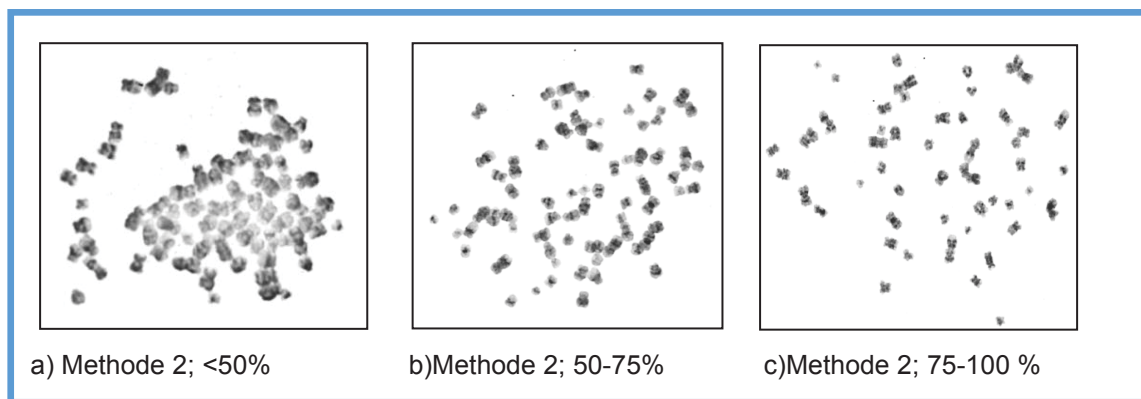 a) Methode 2; <50%
b)Methode 2; 50-75%
c)Methode 2; 75-100 %